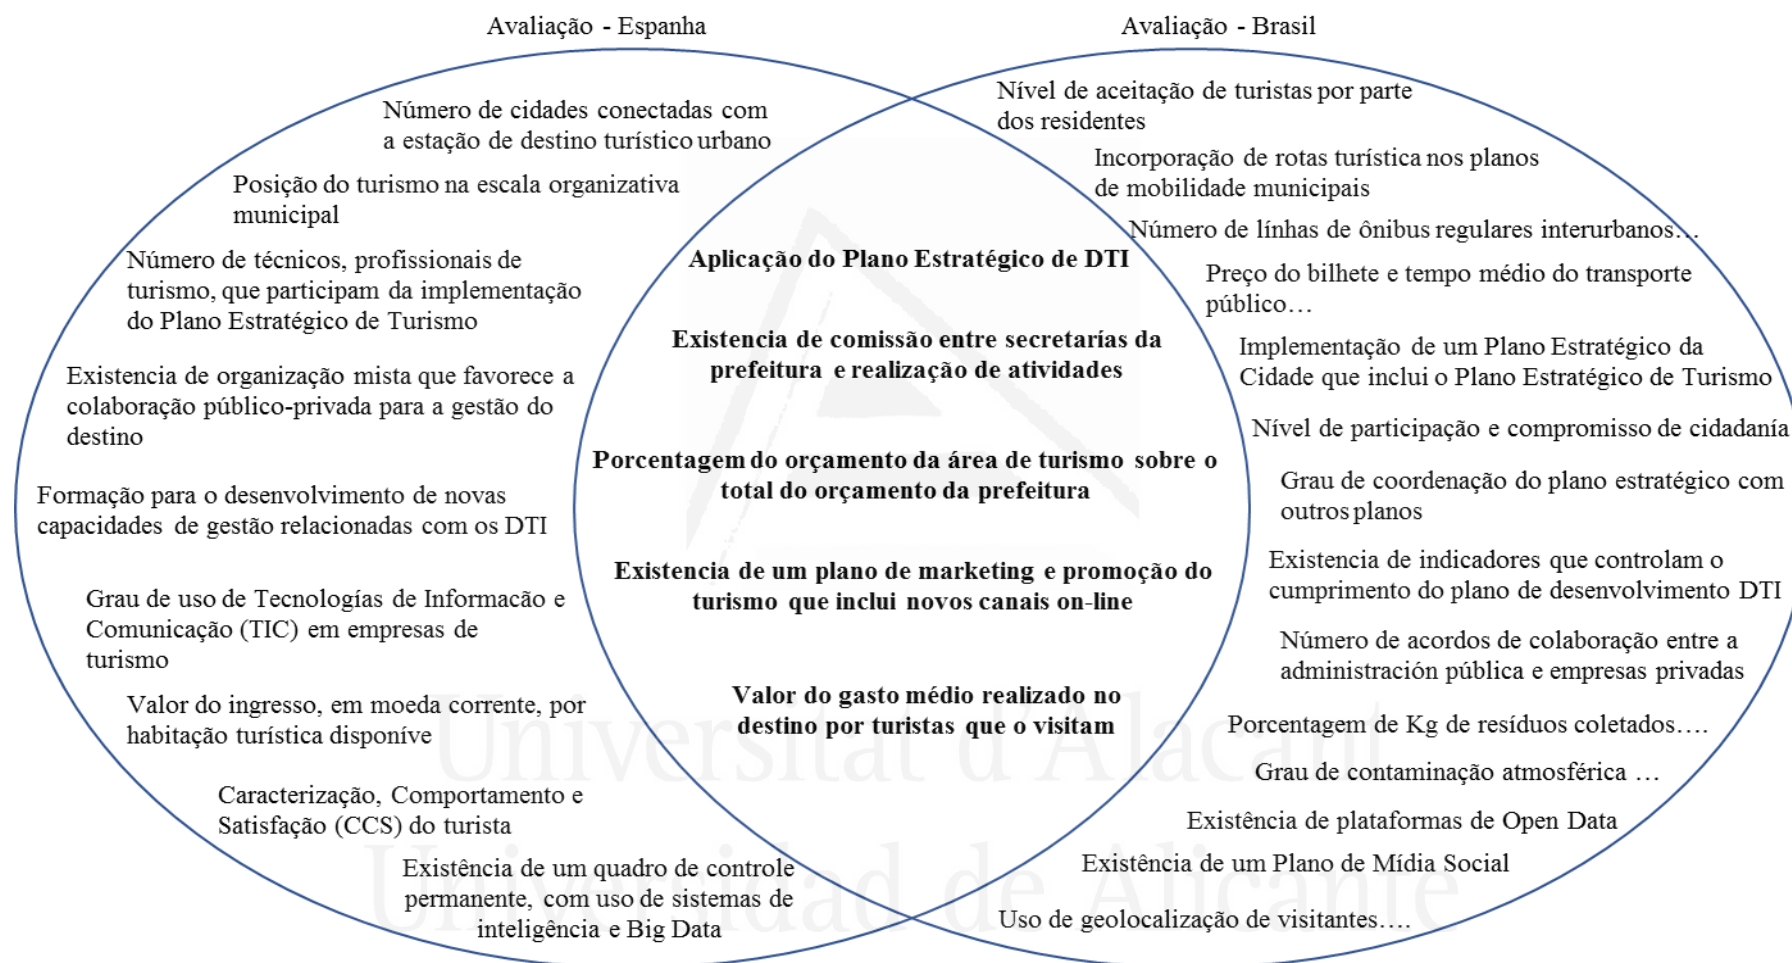 Avaliação - Espanha
Avaliação - Brasil
Número de cidades conectadas com
a estação de destino turístico urbano
Posição do turismo na escala organizativa
municipal
Número de técnicos, profissionais de
turismo, que participam da implementação
do Plano Estratégico de Turismo
Existencia de organização mista que favorece a
colaboração público-privada para a gestão do
destino
Formação para o desenvolvimento de novas
capacidades de gestão relacionadas com os DTI
Grau de uso de Tecnologías de Informacão e
Comunicação (TIC) em empresas de
turismo
Valor do ingresso, em moeda corrente, por
habitação turística disponíve
Caracterização, Comportamento e
Satisfação (CCS) do turista
Existência de um quadro de controle
permanente, com uso de sistemas de
inteligência e Big Data
Aplicação do Plano Estratégico de DTI
Existencia de comissão entre secretarías da
prefeitura e realização de atividades
Porcentagem do orçamento da área de turismo sobre o
total do orçamento da prefeitura
Existencia de um plano de marketing e promoção do
turismo que inclui novos canais on-line
Valor do gasto médio realizado no
destino por turistas que o visitam
Nível de aceitação de turistas por parte
dos residentes
Incorporação de rotas turística nos planos
de mobilidade municipais
Número de línhas de ônibus regulares interurbanos…
Preço do bilhete e tempo médio do transporte
público…
Implementação de um Plano Estratégico da
Cidade que inclui o Plano Estratégico de Turismo
Nível de participação e compromisso de cidadanía
Grau de coordenação do plano estratégico com
outros planos
Existencia de indicadores que controlam o
cumprimento do plano de desenvolvimento DTI
Número de acordos de colaboração entre a
administración pública e empresas privadas
Porcentagem de Kg de resíduos coletados….
Grau de contaminação atmosférica …
Existência de plataformas de Open Data
Existência de um Plano de Mídia Social
Uso de geolocalização de visitantes….
Universitat d'Alacant
Universidad de Alicante